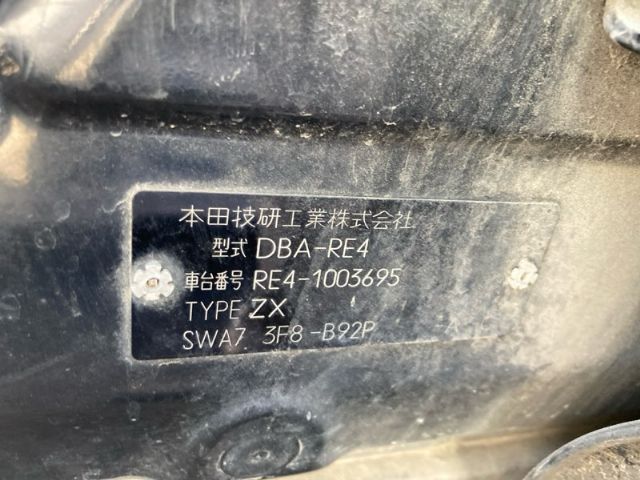 本田技研工業株式会社
型式 DBA-RE4
車台番号 RE4-1003695
TYPE ZX
SWA7 3F8-B92P